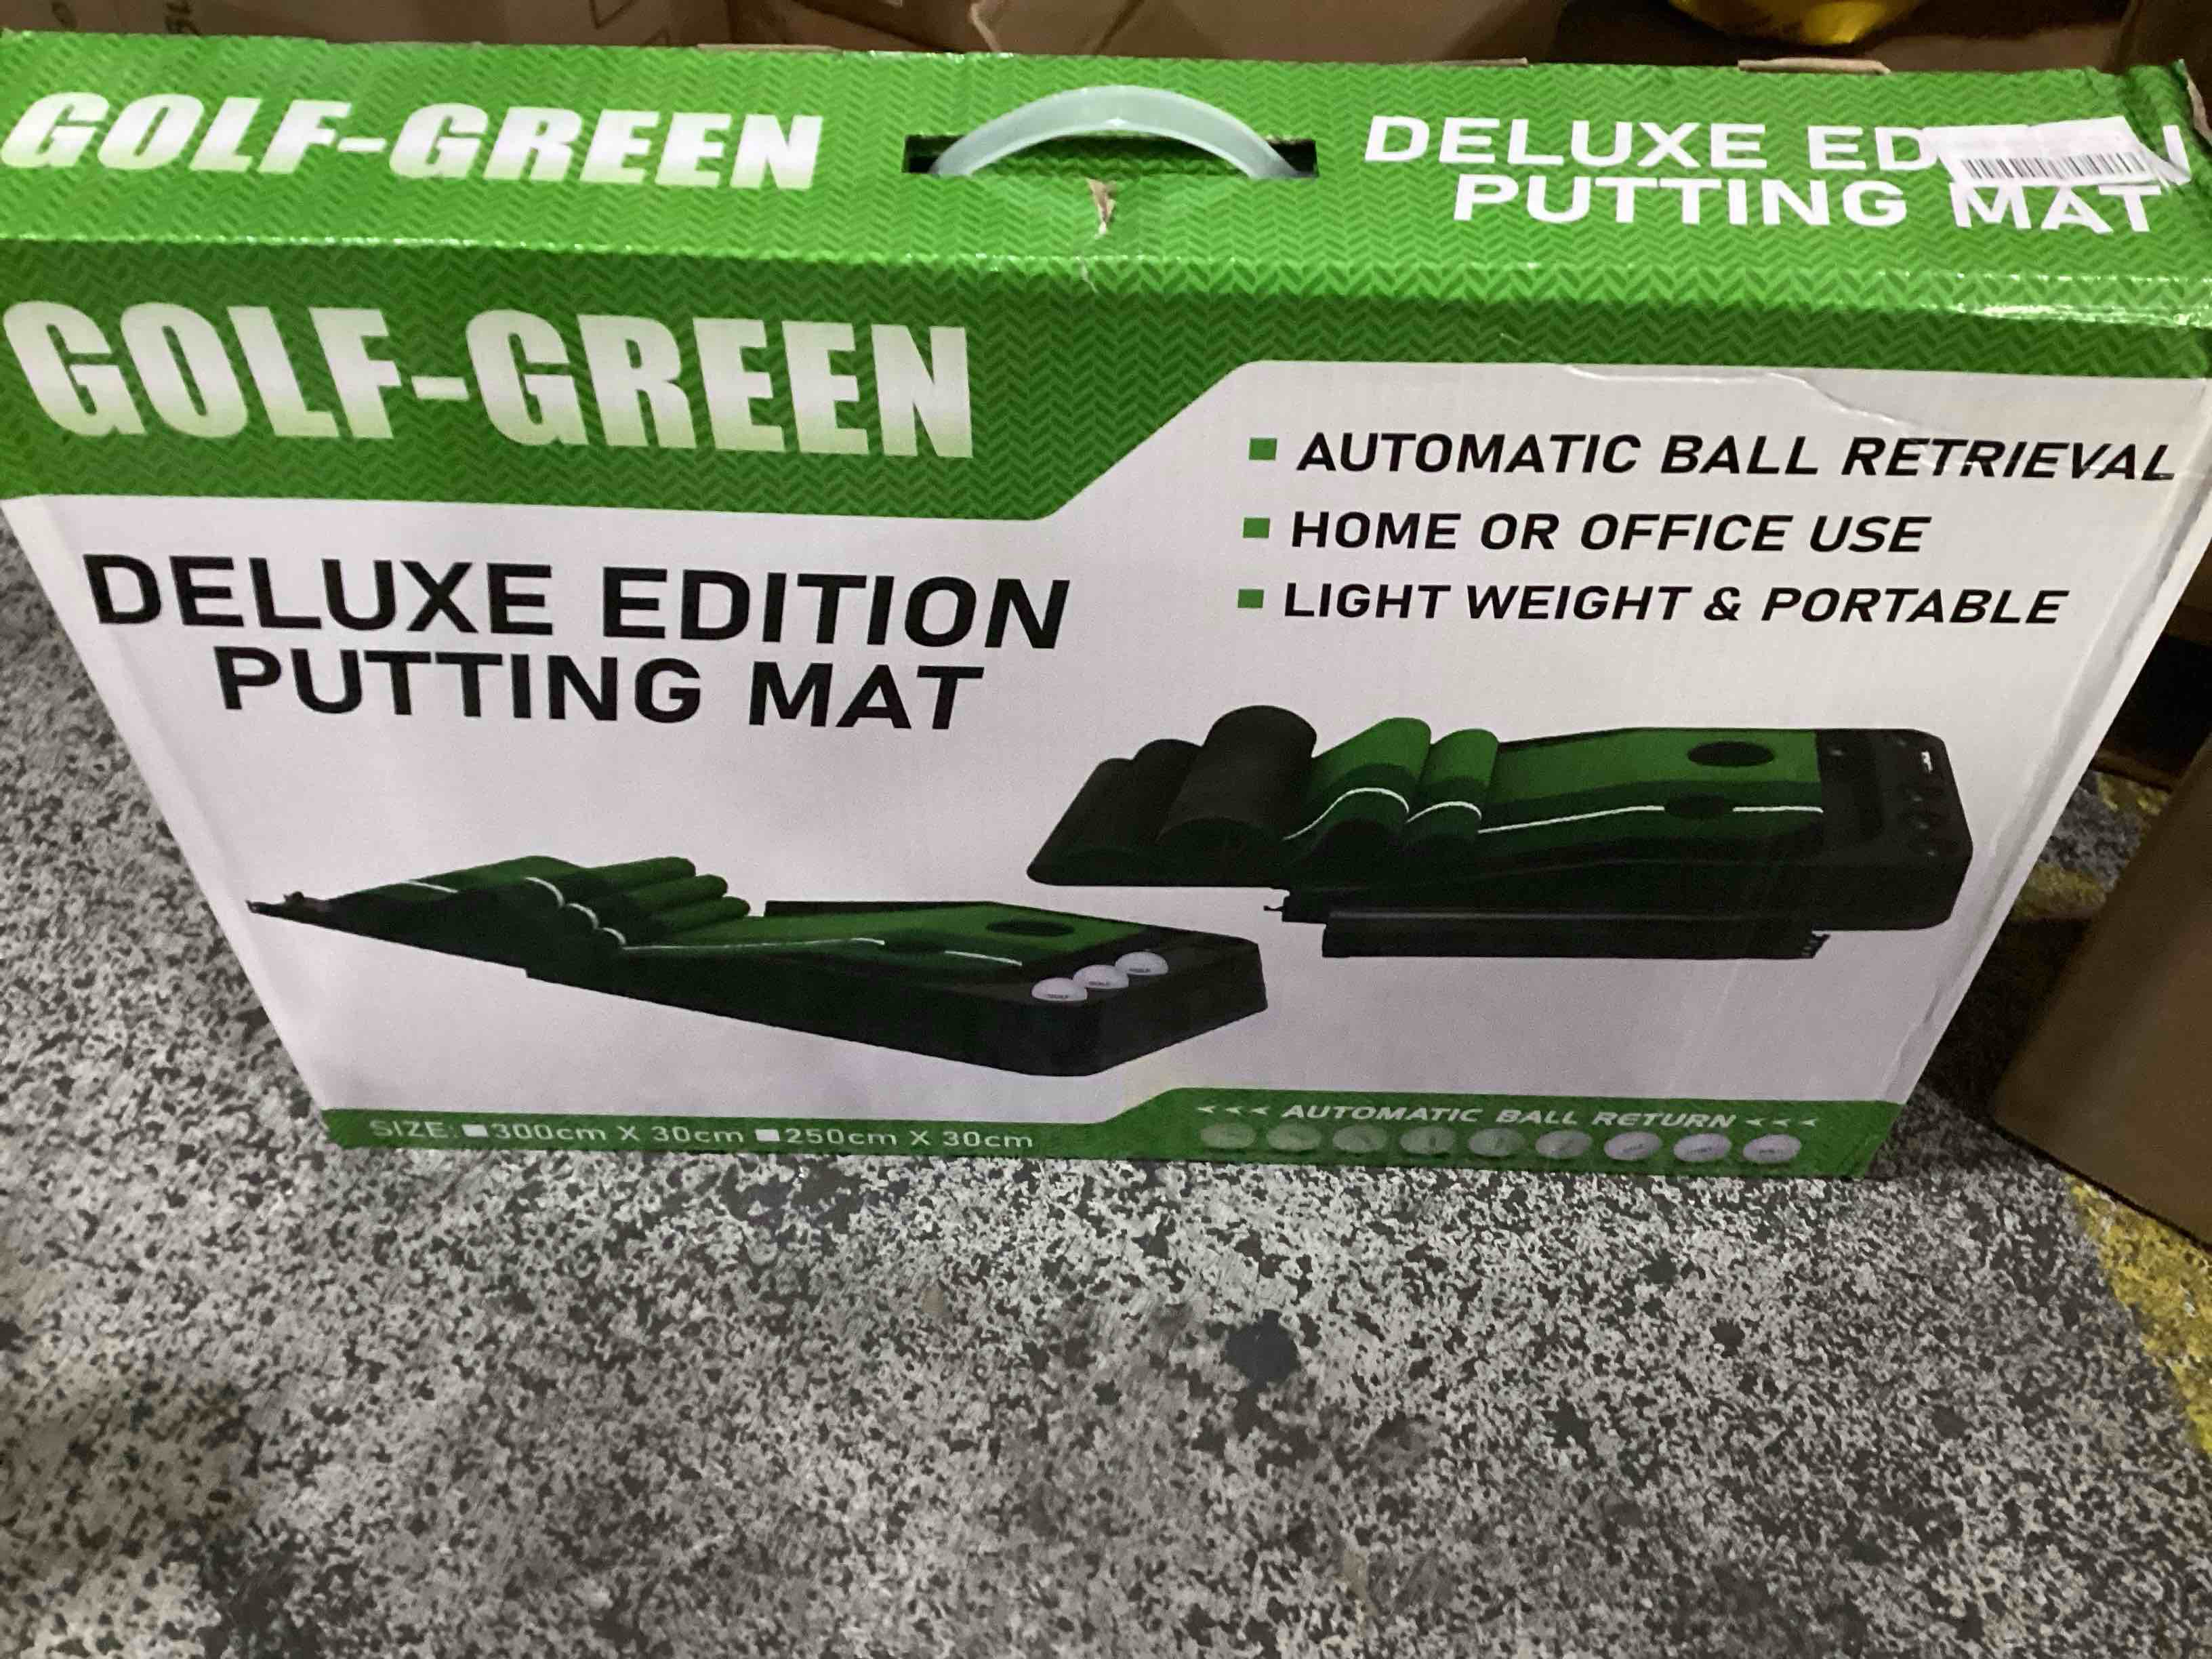 GOLF-GREEN
DELUXE EDITION
PUTTING MAT
GOLF-GREEN
DELUXE EDITION
PUTTING MAT
AUTOMATIC BALL RETRIEVAL
HOME OR OFFICE USE
LIGHT WEIGHT & PORTABLE
SIZE: 300cm X 30cm 250cm X 30cm
<<< AUTOMATIC BALL RETURN <<<